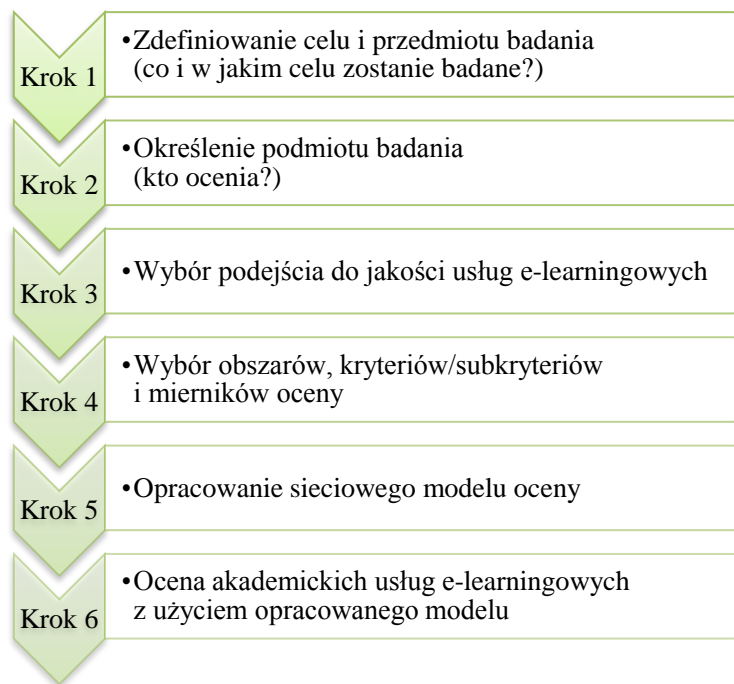 Krok 1
•Zdefiniowanie celu i przedmiotu badania
(co i w jakim celu zostanie badane?)
Krok 2
•Określenie podmiotu badania
(kto ocenia?)
Krok 3
•Wybór podejścia do jakości usług e-learningowych
Krok 4
•Wybór obszarów, kryteriów/subkryteriów
i mierników oceny
Krok 5
•Opracowanie sieciowego modelu oceny
Krok 6
•Ocena akademickich usług e-learningowych
z użyciem opracowanego modelu